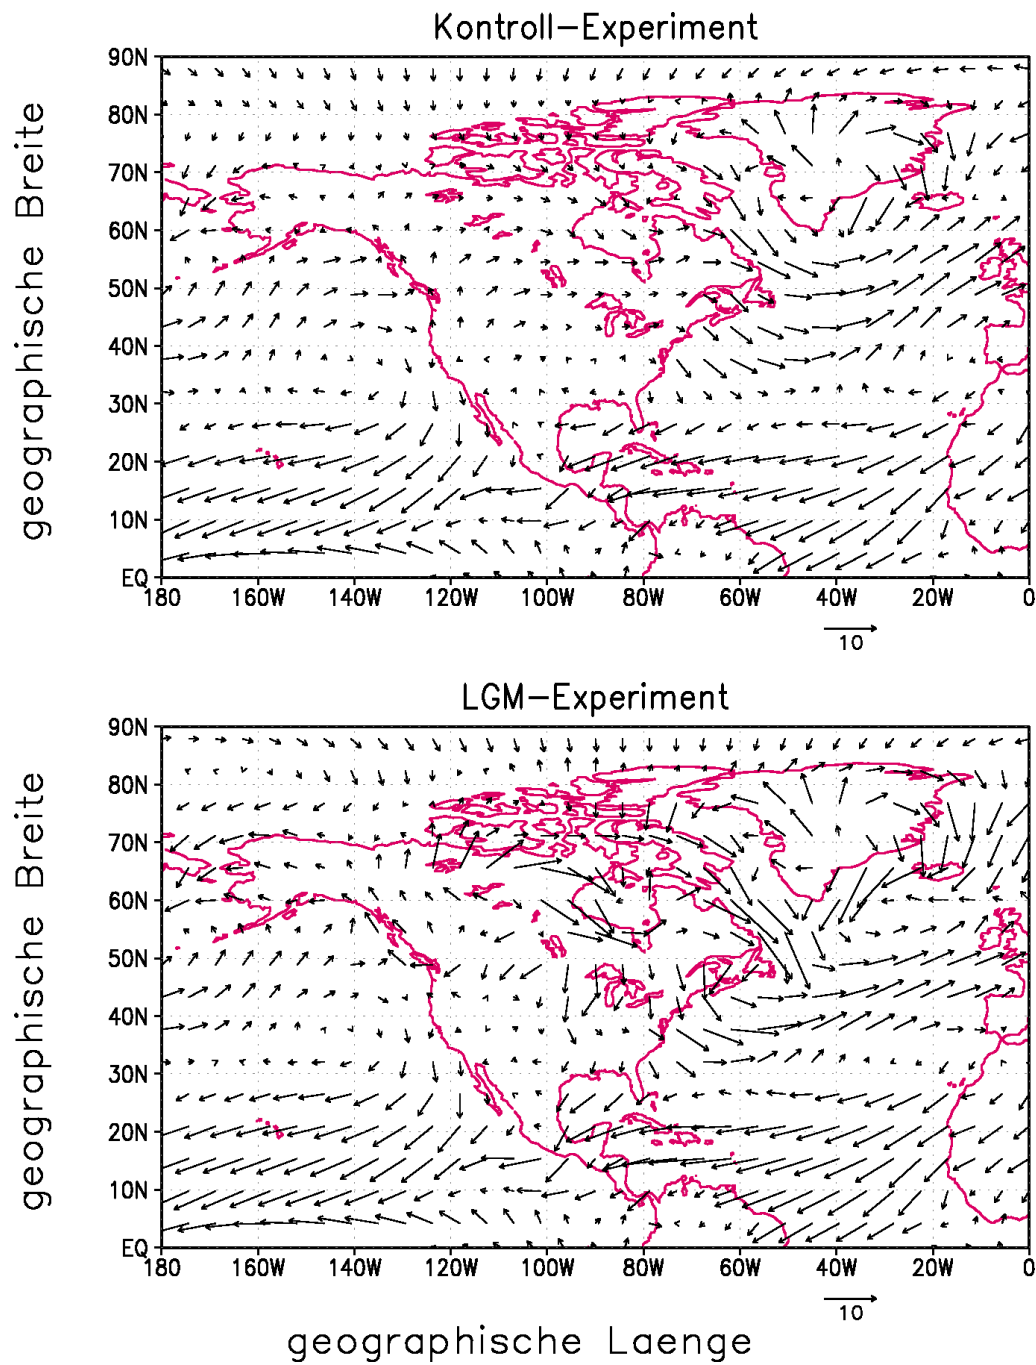 Kontroll-Experiment
geographische Breite
90N
80N
70N
60N
50N
40N
30N
20N
10N
EQ
180 160W 140W 120W 100W 80W 60W 40W 20W 0
10
LGM-Experiment
geographische Breite
90N
80N
70N
60N
50N
40N
30N
20N
10N
EQ
180 160W 140W 120W 100W 80W 60W 40W 20W 0
10
geographische Laenge